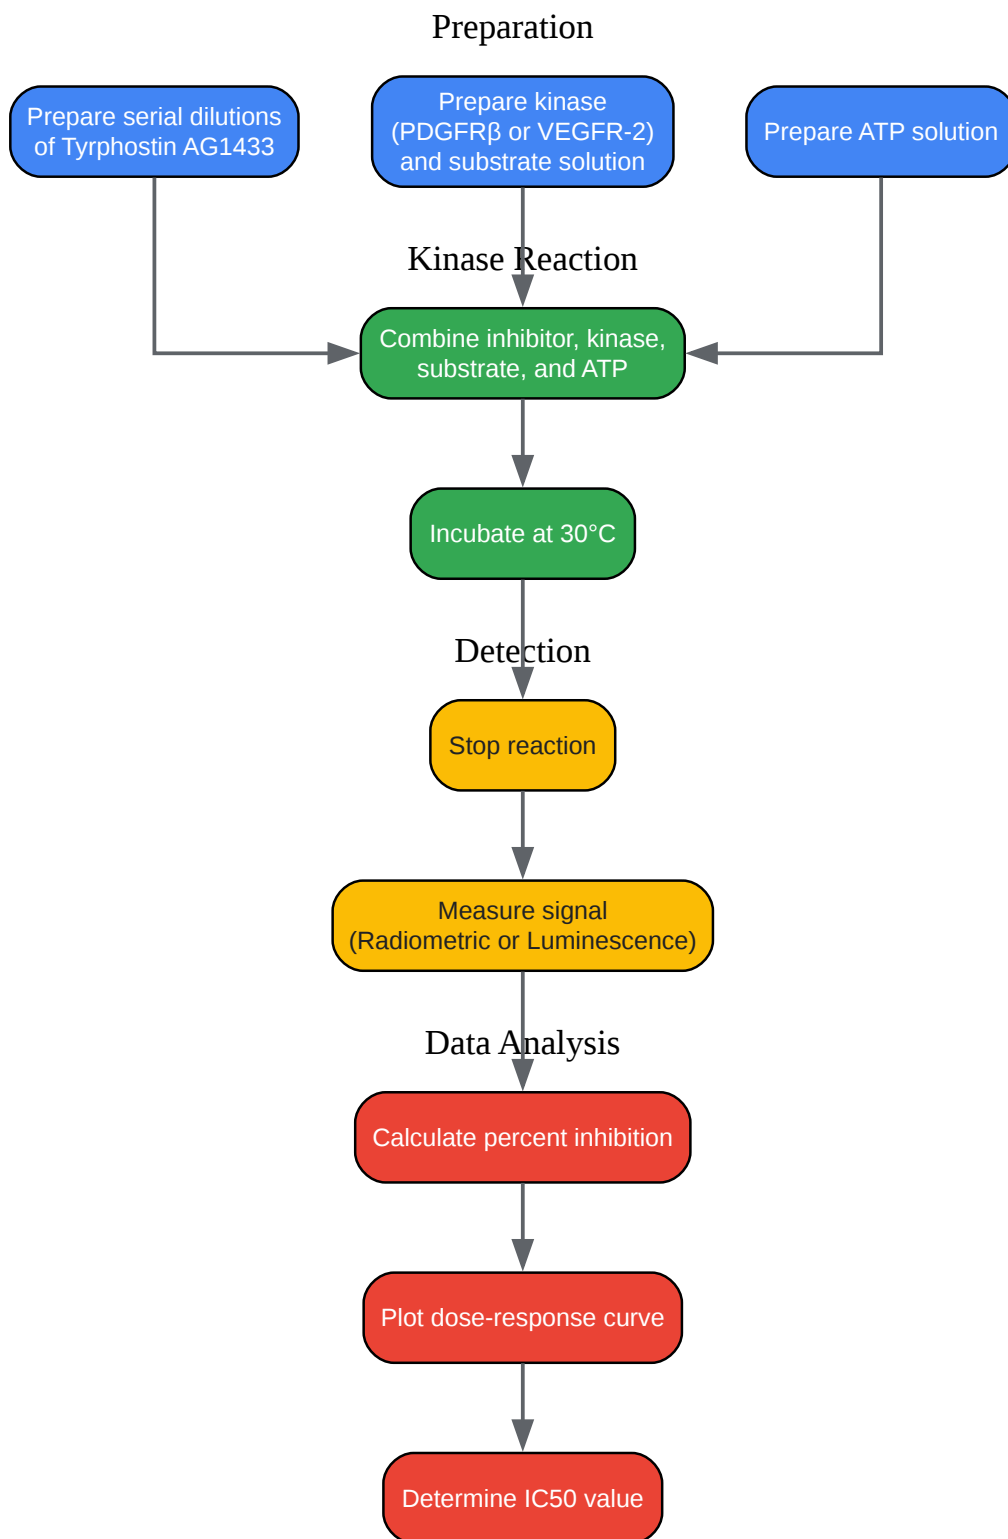 Preparation
Prepare serial dilutions
of Tyrphostin AG1433
Prepare kinase
(PDGFRβ or VEGFR-2)
and substrate solution
Prepare ATP solution
Kinase Reaction
Combine inhibitor, kinase,
substrate, and ATP
Incubate at 30°C
Detection
Stop reaction
Measure signal
(Radiometric or Luminescence)
Data Analysis
Calculate percent inhibition
Plot dose-response curve
Determine IC50 value